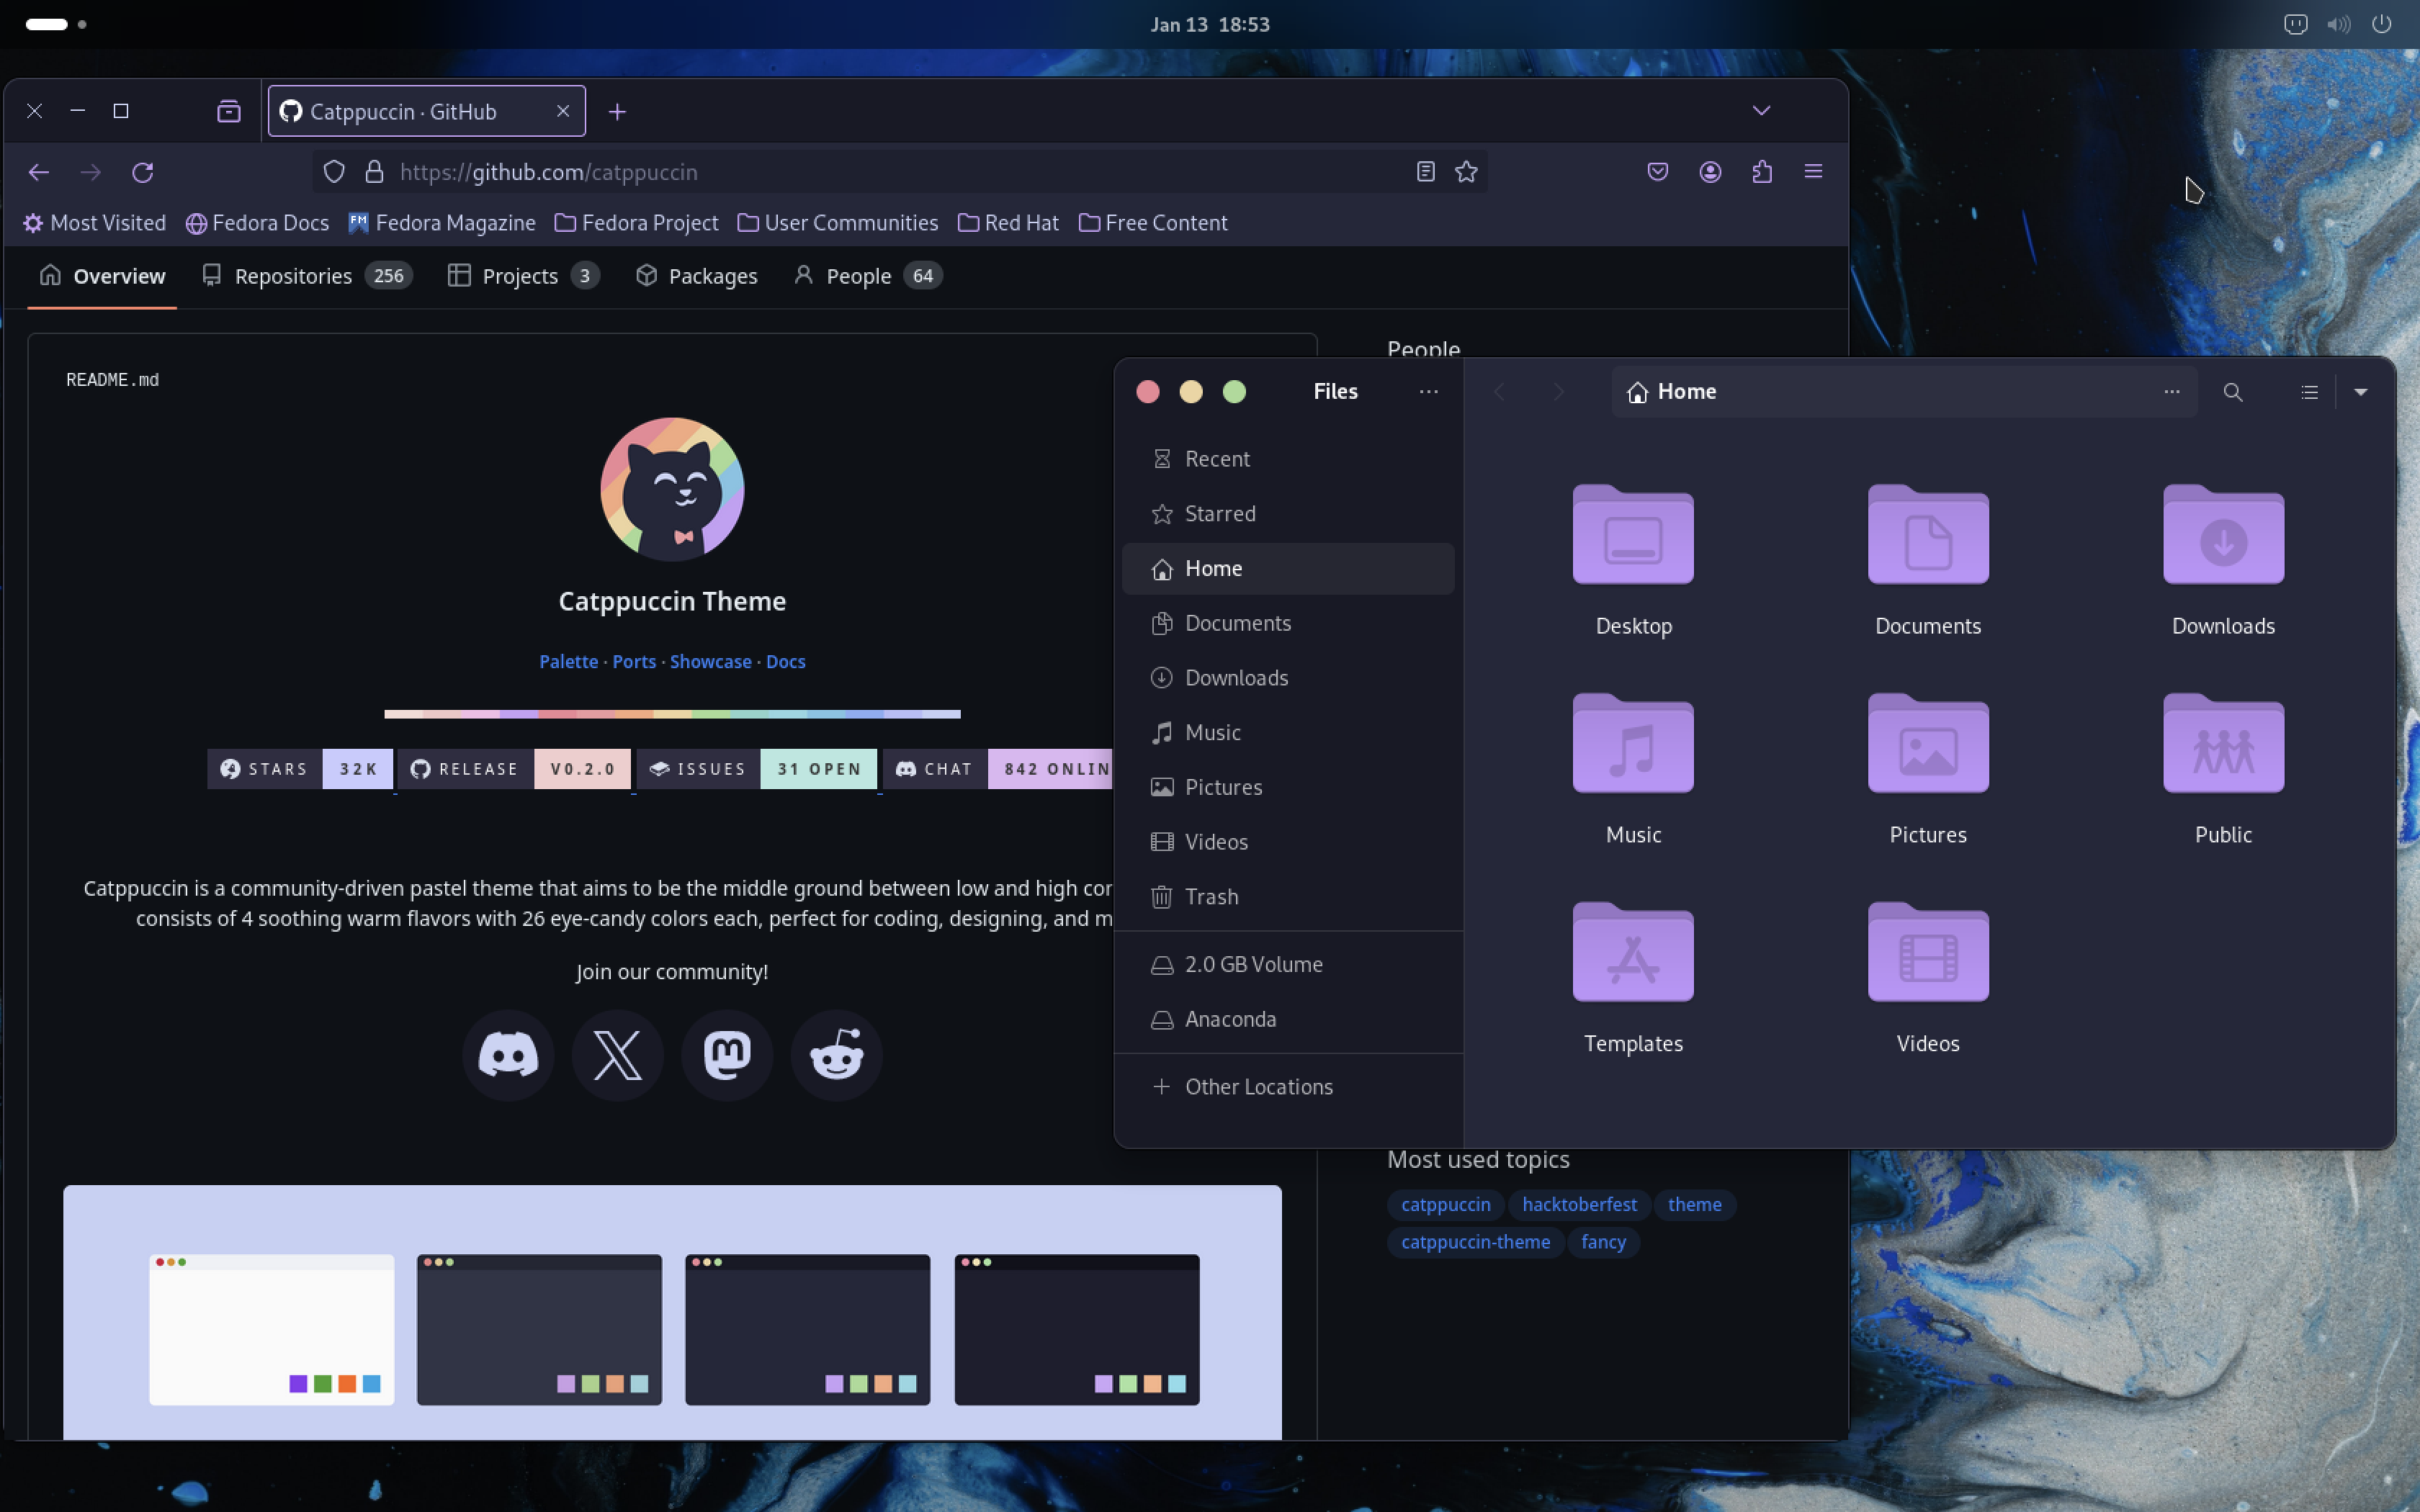 Jan 13 18:53
Catppuccin · GitHub
https://github.com/catppuccin
Most Visited Fedora Docs Fedora Magazine Fedora Project User Communities Red Hat Free Content
Overview Repositories 256 Projects 3 Packages People 64
README.md
Catppuccin Theme
Palette · Ports · Showcase · Docs
STARS 32K RELEASE V0.2.0 ISSUES 31 OPEN CHAT 842 ONLIN
Catppuccin is a community-driven pastel theme that aims to be the middle ground between low and high
consists of 4 soothing warm flavors with 26 eye-candy colors each, perfect for coding, designing, and
Join our community!
People
Most used topics
catppuccin hacktoberfest theme
catppuccin-theme fancy
Files
Home
Recent
Starred
Home
Documents
Downloads
Music
Pictures
Videos
Trash
2.0 GB Volume
Anaconda
Other Locations
Desktop Documents Downloads
Music Pictures Public
Templates Videos